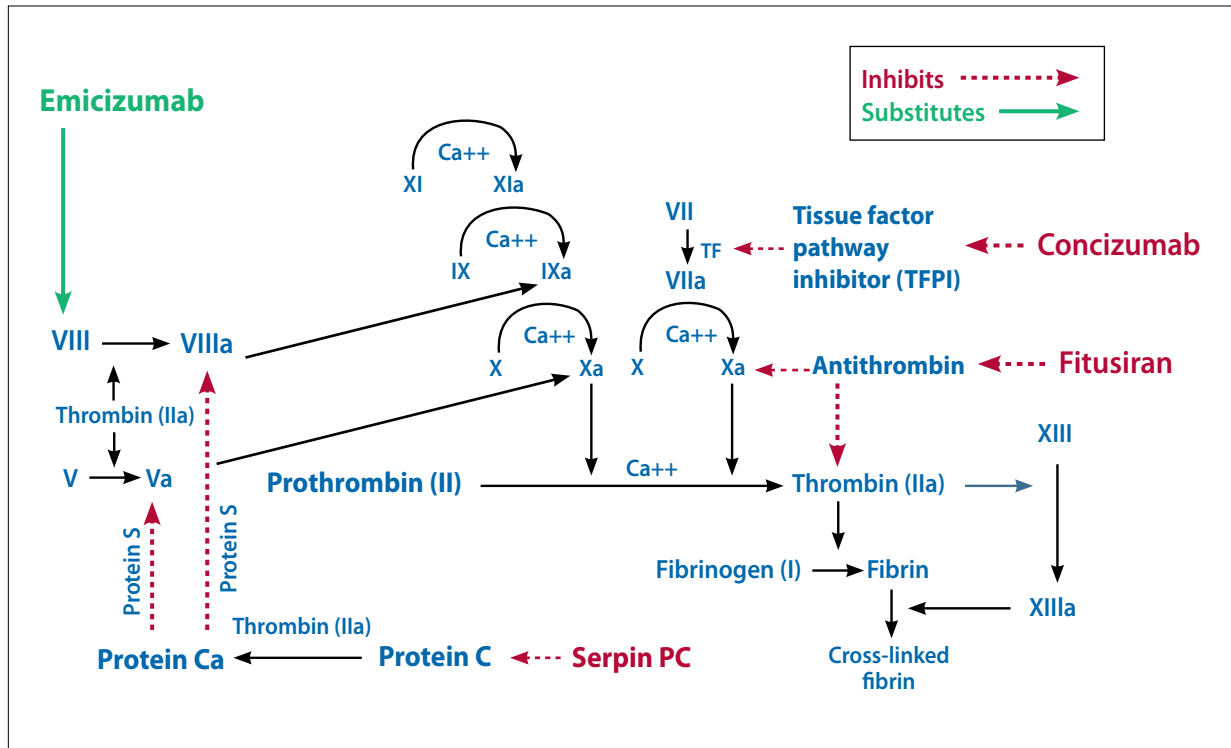 Inhibits
Substitutes
Emicizumab
Ca++
XI
XIa
Ca++
IX
IXa
VII
TF
VIIa
Tissue factor
pathway
inhibitor (TFPI)
Concizumab
VIII
VIIIa
Ca++
X
Xa
Ca++
X
Xa
Antithrombin
Fitusiran
Thrombin (IIa)
V
Va
Prothrombin (II)
Ca++
Thrombin (IIa)
XIII
Protein S
Protein S
Fibrinogen (I)
Fibrin
XIIIa
Thrombin (IIa)
Protein Ca
Protein C
Serpin PC
Cross-linked
fibrin